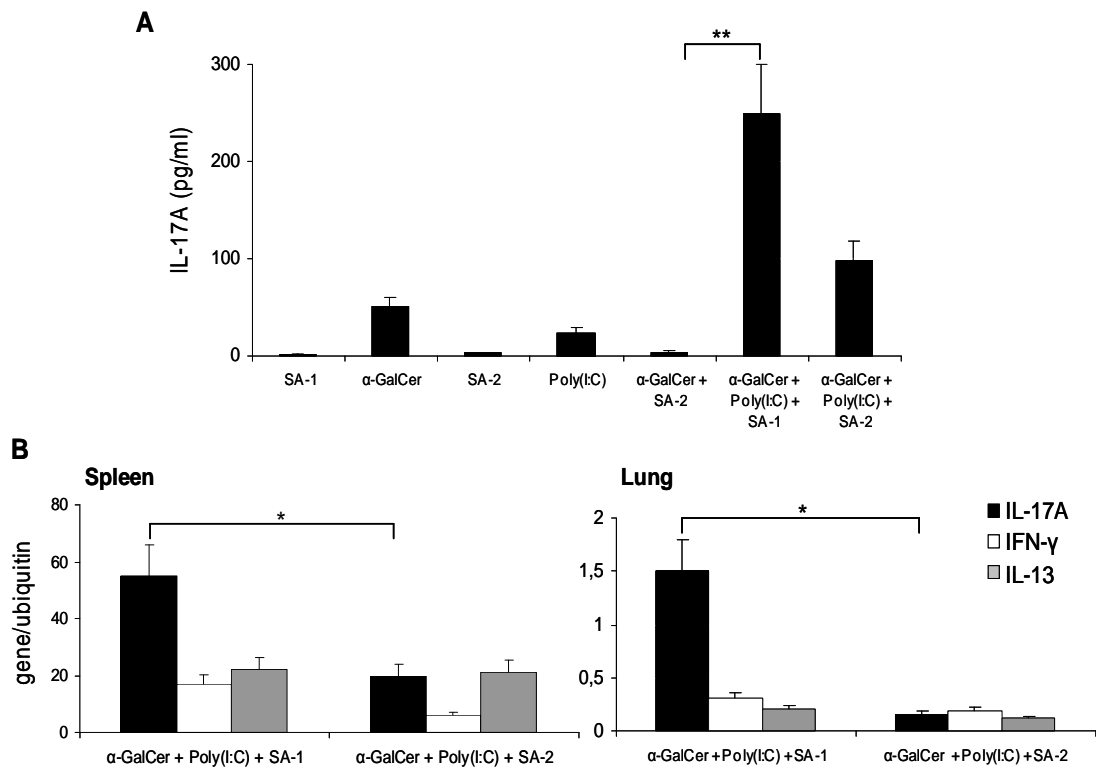 A
**
300
200
100
0
IL-17A (pg/ml)
SA-1
α-GalCer
SA-2
Poly(I:C)
α-GalCer +
SA-2
α-GalCer +
Poly(I:C) +
SA-1
α-GalCer +
Poly(I:C) +
SA-2
B
Spleen
80
60
40
20
0
gene/ubiquitin
*
α-GalCer + Poly(I:C) + SA-1
α-GalCer + Poly(I:C) + SA-2
Lung
2
1,5
1
0,5
0
*
IL-17A
IFN-γ
IL-13
α-GalCer +Poly(I:C) +SA-1
α-GalCer +Poly(I:C) +SA-2